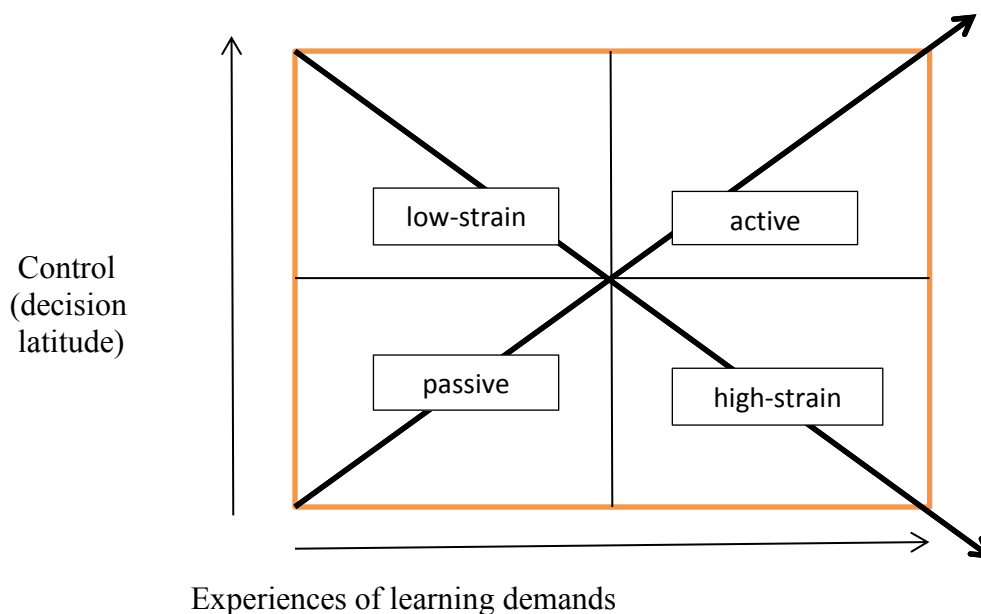 low-strain
active
Control
(decision
latitude)
passive
high-strain
Experiences of learning demands